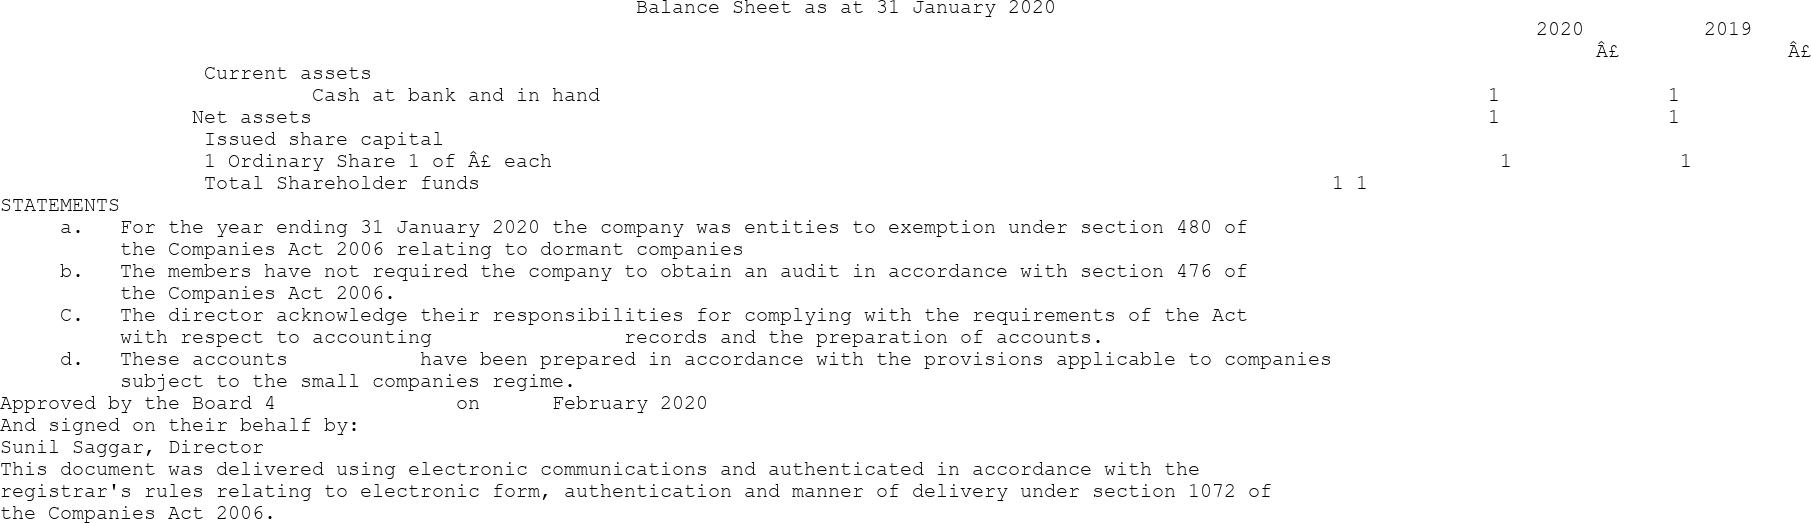 Balance Sheet as at 31 January 2020
2020 2019
Â£ Â£
Current assets
Cash at bank and in hand 1 1
Net assets 1 1
Issued share capital
1 Ordinary Share 1 of Â£ each 1 1
Total Shareholder funds 1 1
STATEMENTS
a. For the year ending 31 January 2020 the company was entities to exemption under section 480 of
the Companies Act 2006 relating to dormant companies
b. The members have not required the company to obtain an audit in accordance with section 476 of
the Companies Act 2006.
C. The director acknowledge their responsibilities for complying with the requirements of the Act
with respect to accounting records and the preparation of accounts.
d. These accounts have been prepared in accordance with the provisions applicable to companies
subject to the small companies regime.
Approved by the Board 4 on February 2020
And signed on their behalf by:
Sunil Saggar, Director
This document was delivered using electronic communications and authenticated in accordance with the
registrar's rules relating to electronic form, authentication and manner of delivery under section 1072 of
the Companies Act 2006.